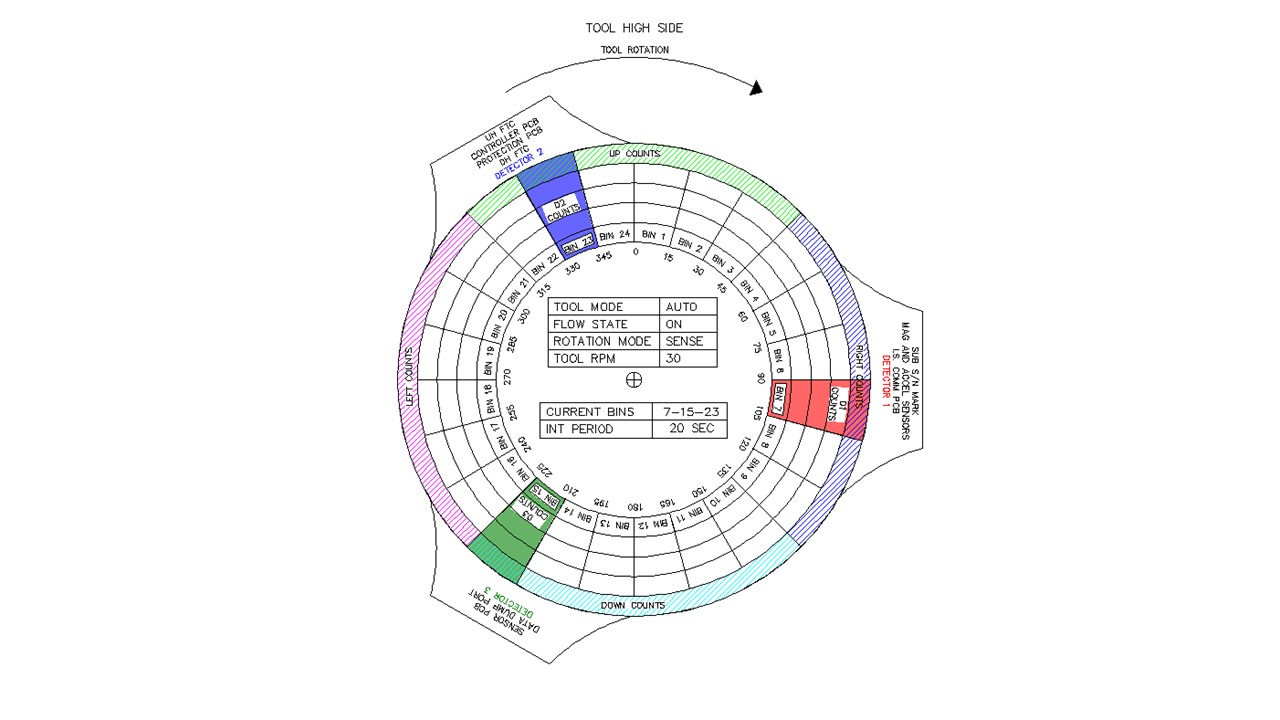 TOOL HIGH SIDE
TOOL ROTATION
UH FTC
CONTROLLER PCB
PROTECTION PCB
DH FTC
DETECTOR 2
UP COUNTS
D2
COUNTS
BIN 23
BIN 24
BIN 1
BIN 2
BIN 3
BIN 4
BIN 5
BIN 6
BIN 7
BIN 8
BIN 9
BIN 10
BIN 11
BIN 12
BIN 13
BIN 14
BIN 15
BIN 16
BIN 17
BIN 18
BIN 19
BIN 20
BIN 21
BIN 22
0
15
30
45
60
75
90
105
120
135
150
165
180
195
210
225
240
255
270
285
300
315
330
345
TOOL MODE AUTO
FLOW STATE ON
ROTATION MODE SENSE
TOOL RPM 30
CURRENT BINS 7-15-23
INT PERIOD 20 SEC
LEFT COUNTS
RIGHT COUNTS
D1
COUNTS
SUB S/N MARK
MAG AND ACCEL SENSORS
I.S. COMM PCB
DETECTOR 1
D3
COUNTS
DOWN COUNTS
DETECTOR 3
DATA DUMP PORT
SENSOR PCB